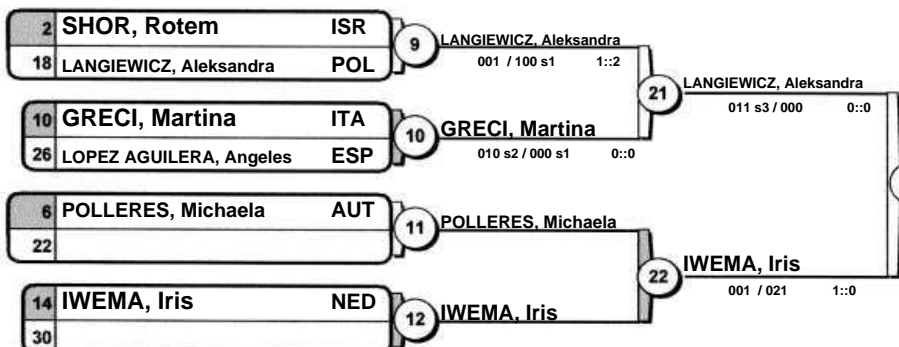 2 SHOR, Rotem ISR
18 LANGIEWICZ, Aleksandra POL
9 LANGIEWICZ, Aleksandra
001 / 100 s1 1::2
10 GRECI, Martina ITA
26 LOPEZ AGUILERA, Angeles ESP
10 GRECI, Martina
010 s2 / 000 s1 0::0
21 LANGIEWICZ, Aleksandra
011 s3 / 000 0::0
6 POLLERES, Michaela AUT
22
11 POLLERES, Michaela
14 IWEMA, Iris NED
30
12 IWEMA, Iris
22 IWEMA, Iris
001 / 021 1::0